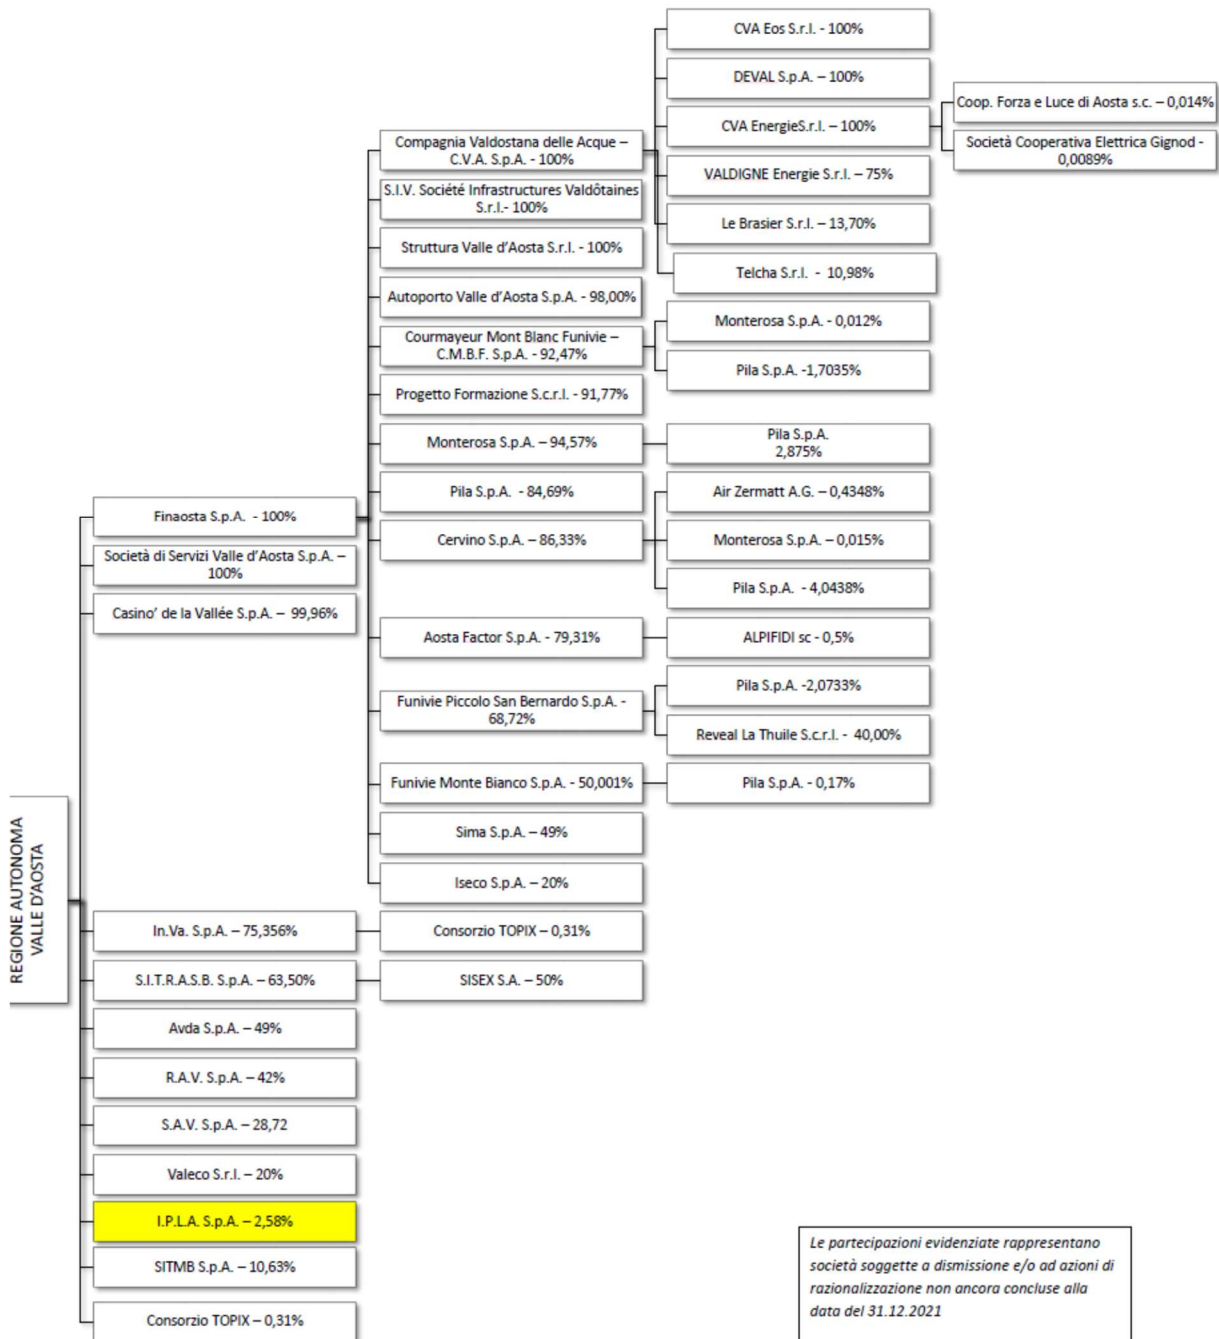 CVA Eos S.r.l. - 100%
DEVAL S.p.A. – 100%
CVA EnergieS.r.l. – 100%
Coop. Forza e Luce di Aosta s.c. – 0,014%
Società Cooperativa Elettrica Gignod -
0,0089%
Compagnia Valdostana delle Acque –
C.V.A. S.p.A. - 100%
VALDIGNE Energie S.r.l. – 75%
S.I.V. Société Infrastructures Valdôtaines
S.r.l.- 100%
Le Brasier S.r.l. – 13,70%
Struttura Valle d’Aosta S.r.l. - 100%
Telcha S.r.l. - 10,98%
Autoporto Valle d’Aosta S.p.A. - 98,00%
Monterosa S.p.A. - 0,012%
Courmayeur Mont Blanc Funivie –
C.M.B.F. S.p.A. - 92,47%
Pila S.p.A. -1,7035%
Progetto Formazione S.c.r.l. - 91,77%
Monterosa S.p.A. – 94,57%
Pila S.p.A.
2,875%
Pila S.p.A. - 84,69%
Air Zermatt A.G. – 0,4348%
Finaosta S.p.A. - 100%
Cervino S.p.A. – 86,33%
Monterosa S.p.A. – 0,015%
Società di Servizi Valle d’Aosta S.p.A. –
100%
Pila S.p.A. - 4,0438%
Casino’ de la Vallée S.p.A. – 99,96%
Aosta Factor S.p.A. - 79,31%
ALPIFIDI sc - 0,5%
Pila S.p.A. -2,0733%
Funivie Piccolo San Bernardo S.p.A. -
68,72%
Reveal La Thuile S.c.r.l. - 40,00%
Funivie Monte Bianco S.p.A. - 50,001%
Pila S.p.A. - 0,17%
Sima S.p.A. – 49%
Iseco S.p.A. – 20%
REGIONE AUTONOMA
VALLE D’AOSTA
In.Va. S.p.A. – 75,356%
Consorzio TOPIX – 0,31%
S.I.T.R.A.S.B. S.p.A. – 63,50%
SISEX S.A. – 50%
Avda S.p.A. – 49%
R.A.V. S.p.A. – 42%
S.A.V. S.p.A. – 28,72
Valeco S.r.l. – 20%
I.P.L.A. S.p.A. – 2,58%
SITMB S.p.A. – 10,63%
Consorzio TOPIX – 0,31%
Le partecipazioni evidenziate rappresentano
società soggette a dismissione e/o ad azioni di
razionalizzazione non ancora concluse alla
data del 31.12.2021